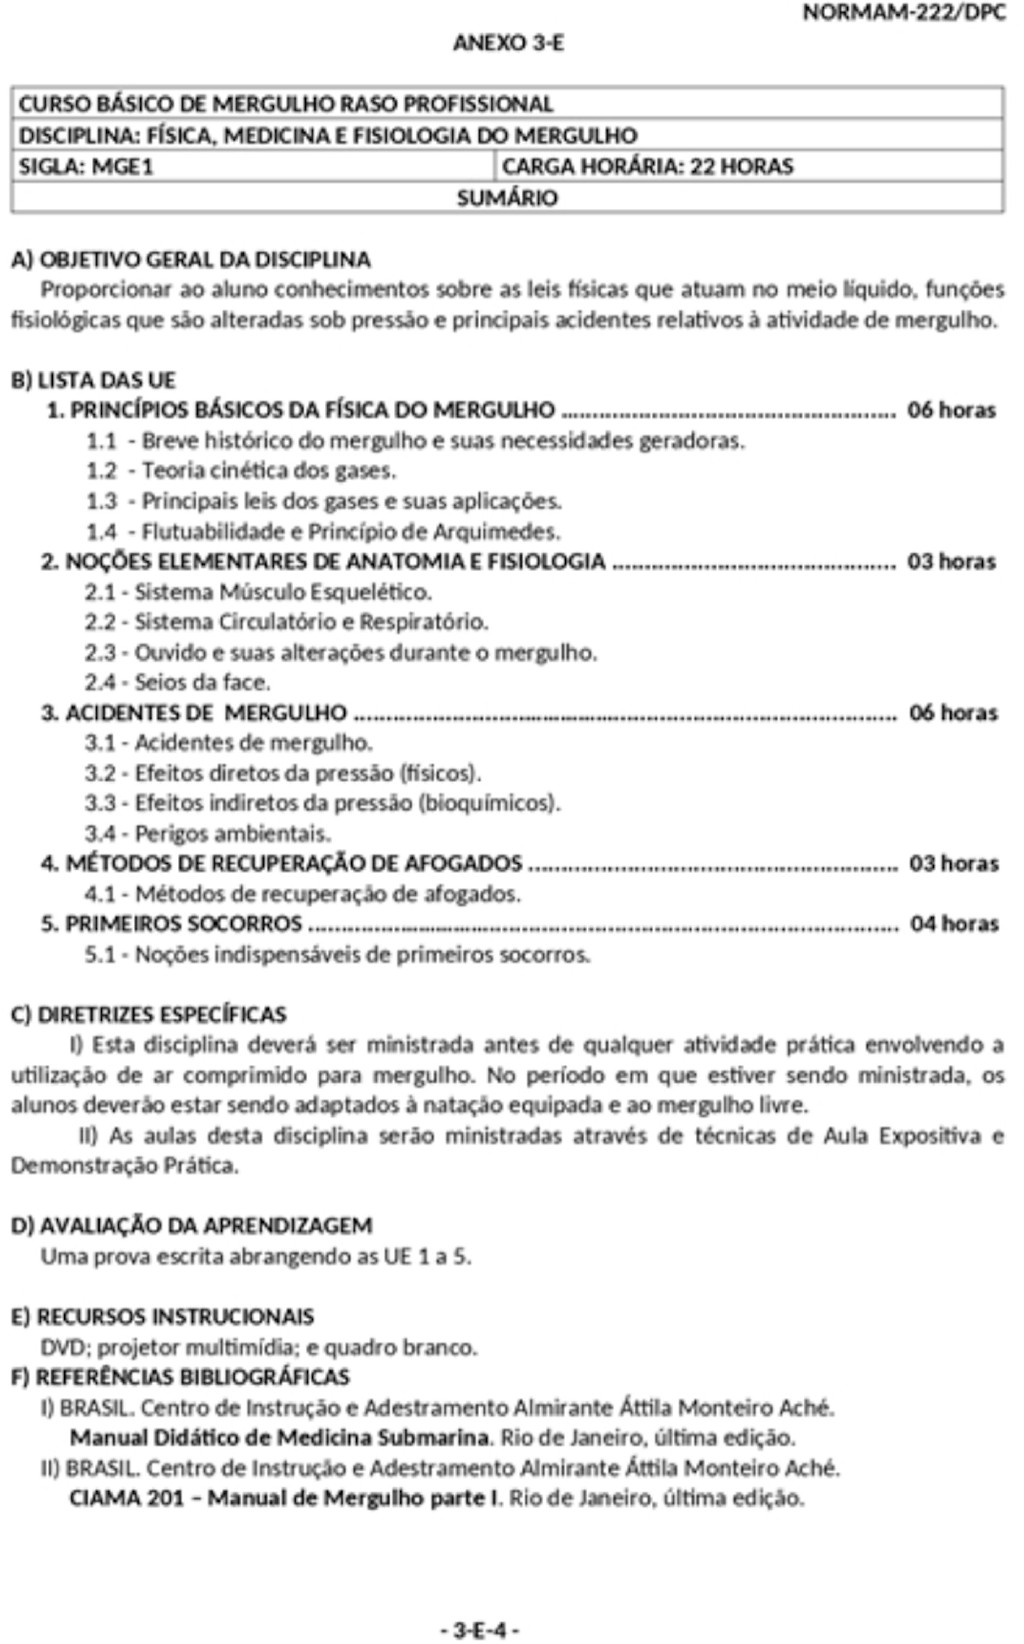 NORMAM-222/DPC
ANEXO 3-E
CURSO BÁSICO DE MERGULHO RASO PROFISSIONAL
DISCIPLINA: FÍSICA, MEDICINA E FISIOLOGIA DO MERGULHO
SIGLA: MGE1 CARGA HORÁRIA: 22 HORAS
SUMÁRIO
A) OBJETIVO GERAL DA DISCIPLINA
Proporcionar ao aluno conhecimentos sobre as leis físicas que atuam no meio líquido, funções
fisiológicas que são alteradas sob pressão e principais acidentes relativos à atividade de mergulho.
B) LISTA DAS UE
1. PRINCÍPIOS BÁSICOS DA FÍSICA DO MERGULHO ..................................................... 06 horas
1.1 - Breve histórico do mergulho e suas necessidades geradoras.
1.2 - Teoria cinética dos gases.
1.3 - Principais leis dos gases e suas aplicações.
1.4 - Flutuabilidade e Princípio de Arquimedes.
2. NOÇÕES ELEMENTARES DE ANATOMIA E FISIOLOGIA ............................................. 03 horas
2.1 - Sistema Músculo Esquelético.
2.2 - Sistema Circulatório e Respiratório.
2.3 - Ouvido e suas alterações durante o mergulho.
2.4 - Seios da face.
3. ACIDENTES DE MERGULHO ...................................................................................... 06 horas
3.1 - Acidentes de mergulho.
3.2 - Efeitos diretos da pressão (físicos).
3.3 - Efeitos indiretos da pressão (bioquímicos).
3.4 - Perigos ambientais.
4. MÉTODOS DE RECUPERAÇÃO DE AFOGADOS .......................................................... 03 horas
4.1 - Métodos de recuperação de afogados.
5. PRIMEIROS SOCORROS ............................................................................................. 04 horas
5.1 - Noções indispensáveis de primeiros socorros.
C) DIRETRIZES ESPECÍFICAS
I) Esta disciplina deverá ser ministrada antes de qualquer atividade prática envolvendo a
utilização de ar comprimido para mergulho. No período em que estiver sendo ministrada, os
alunos deverão estar sendo adaptados à natação equipada e ao mergulho livre.
II) As aulas desta disciplina serão ministradas através de técnicas de Aula Expositiva e
Demonstração Prática.
D) AVALIAÇÃO DA APRENDIZAGEM
Uma prova escrita abrangendo as UE 1 a 5.
E) RECURSOS INSTRUCIONAIS
DVD; projetor multimídia; e quadro branco.
F) REFERÊNCIAS BIBLIOGRÁFICAS
I) BRASIL. Centro de Instrução e Adestramento Almirante Áttila Monteiro Aché.
Manual Didático de Medicina Submarina. Rio de Janeiro, última edição.
II) BRASIL. Centro de Instrução e Adestramento Almirante Áttila Monteiro Aché.
CIAMA 201 – Manual de Mergulho parte I. Rio de Janeiro, última edição.
- 3-E-4 -